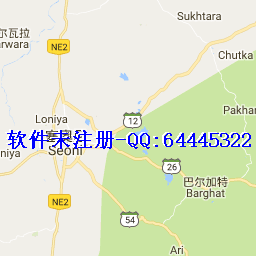 Sukhtara
尔瓦拉
arwara
NE2
Chutka
Pakhar
12
Loniya
软件未注册-QQ:64445322
niya
Seoni
26
巴尔加特
Barghat
54
NE2
Ari